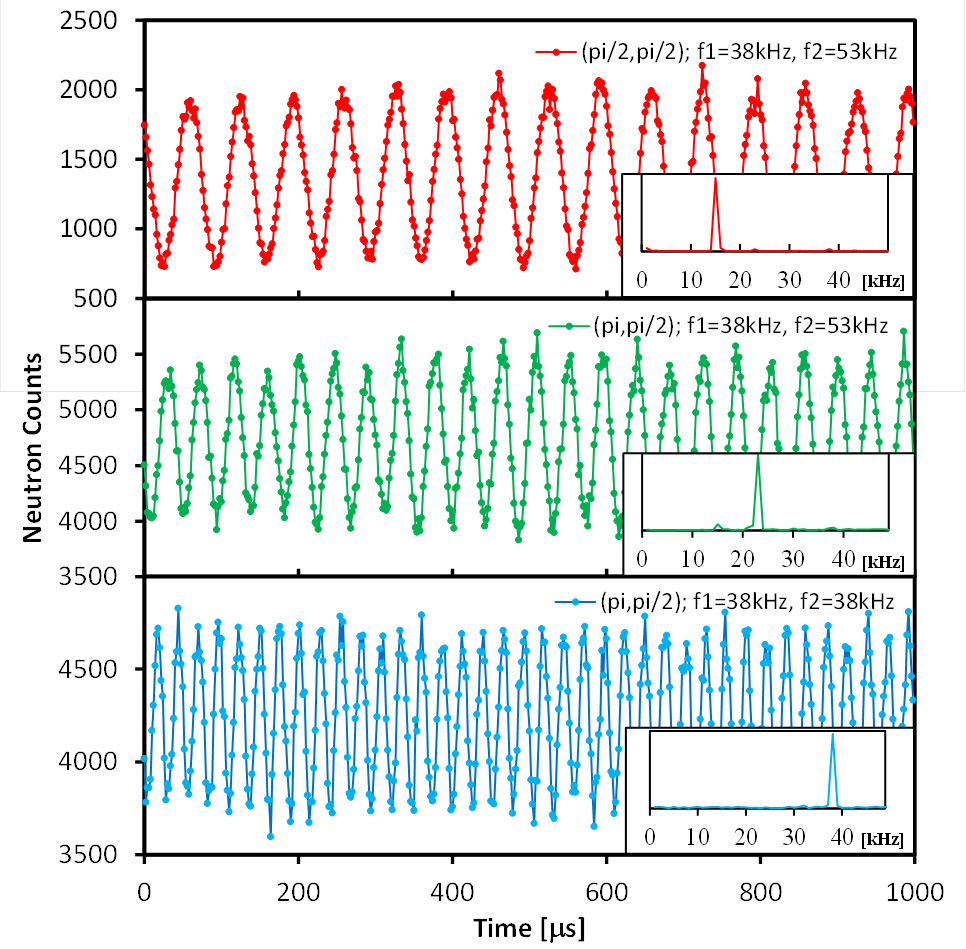 2500
(pi/2,pi/2); f1=38kHz, f2=53kHz
2000
1500
1000
0 10 20 30 40 [kHz]
500
(pi,pi/2); f1=38kHz, f2=53kHz
5500
5000
4500
4000
0 10 20 30 40 [kHz]
3500
(pi,pi/2); f1=38kHz, f2=38kHz
4500
4000
0 10 20 30 40 [kHz]
3500
0 200 400 600 800 1000
Time [μs]
Neutron Counts